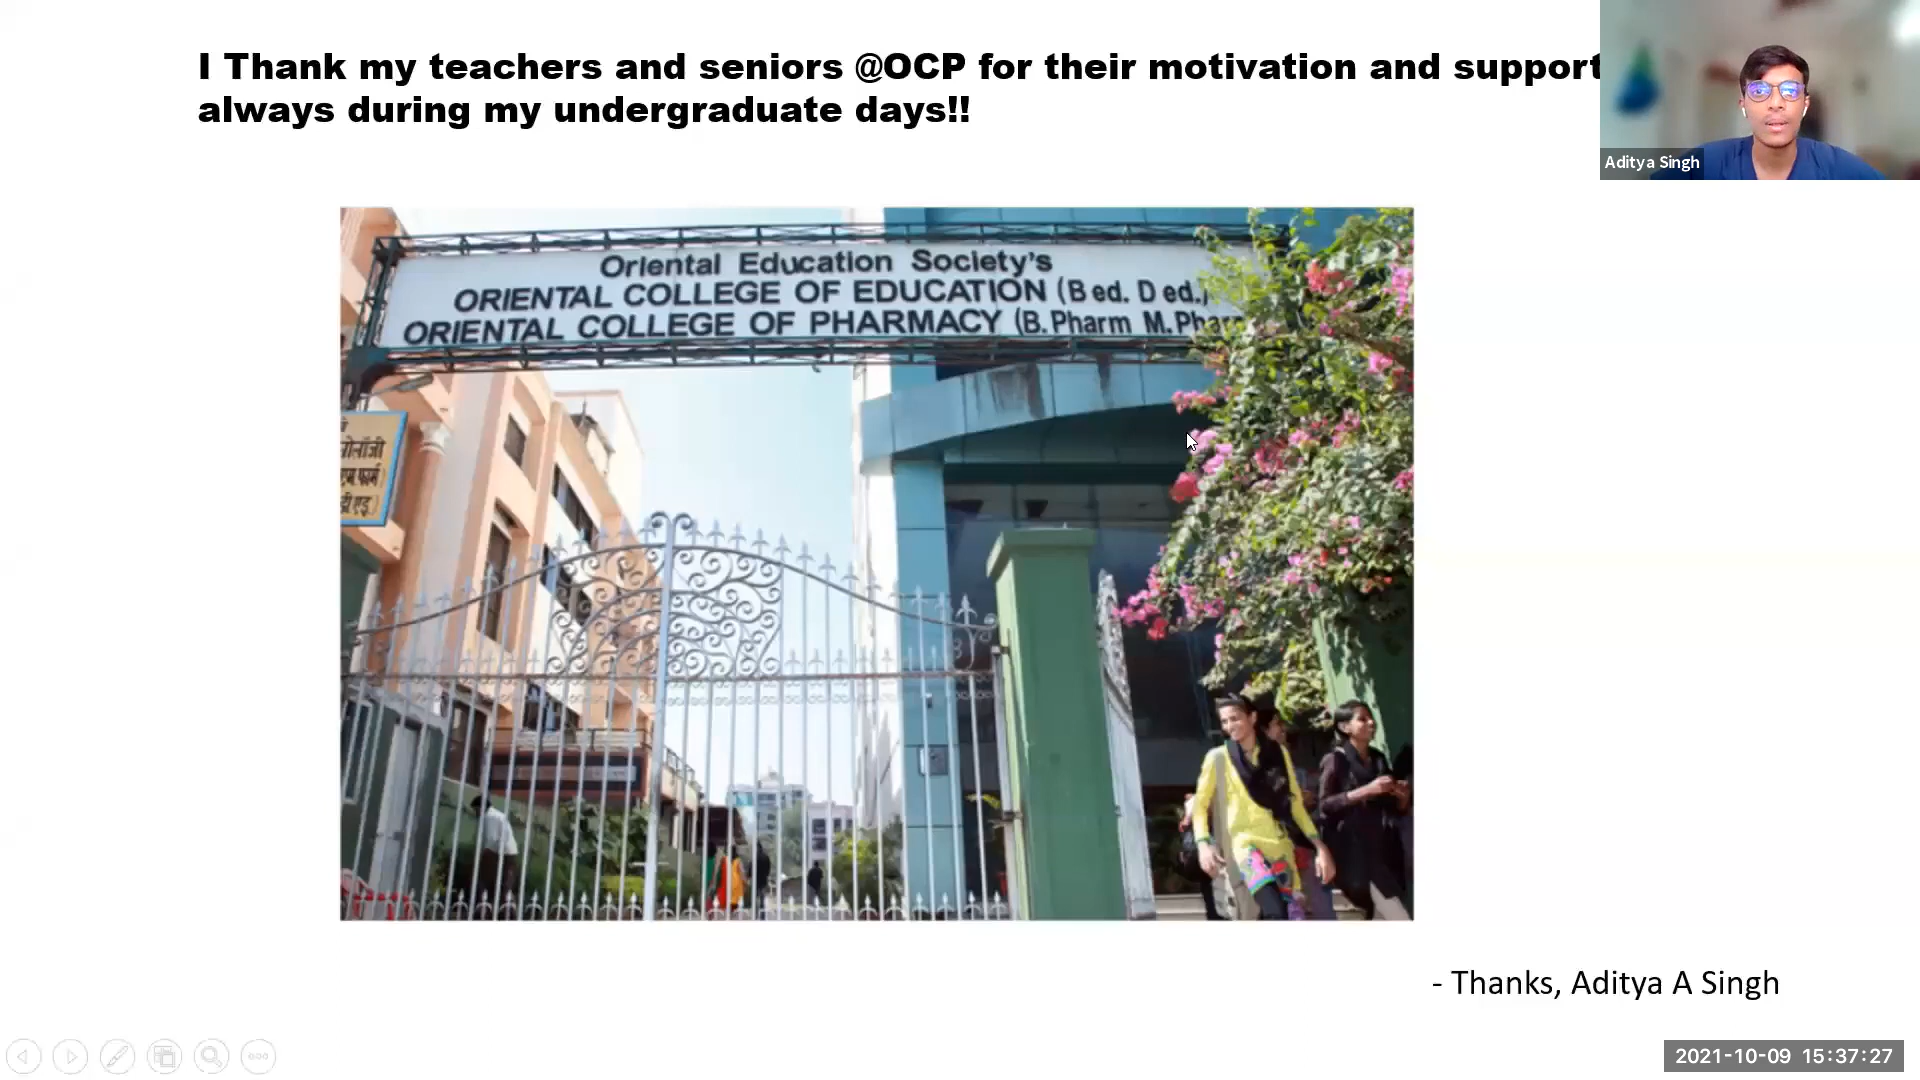 I Thank my teachers and seniors @OCP for their motivation and support
always during my undergraduate days!!
Aditya Singh
Oriental Education Society's
ORIENTAL COLLEGE OF EDUCATION (B ed. D ed.)
ORIENTAL COLLEGE OF PHARMACY (B. Pharm M.
एम.फार्म)
डी एड)
- Thanks, Aditya A Singh
2021-10-09 15:37:27